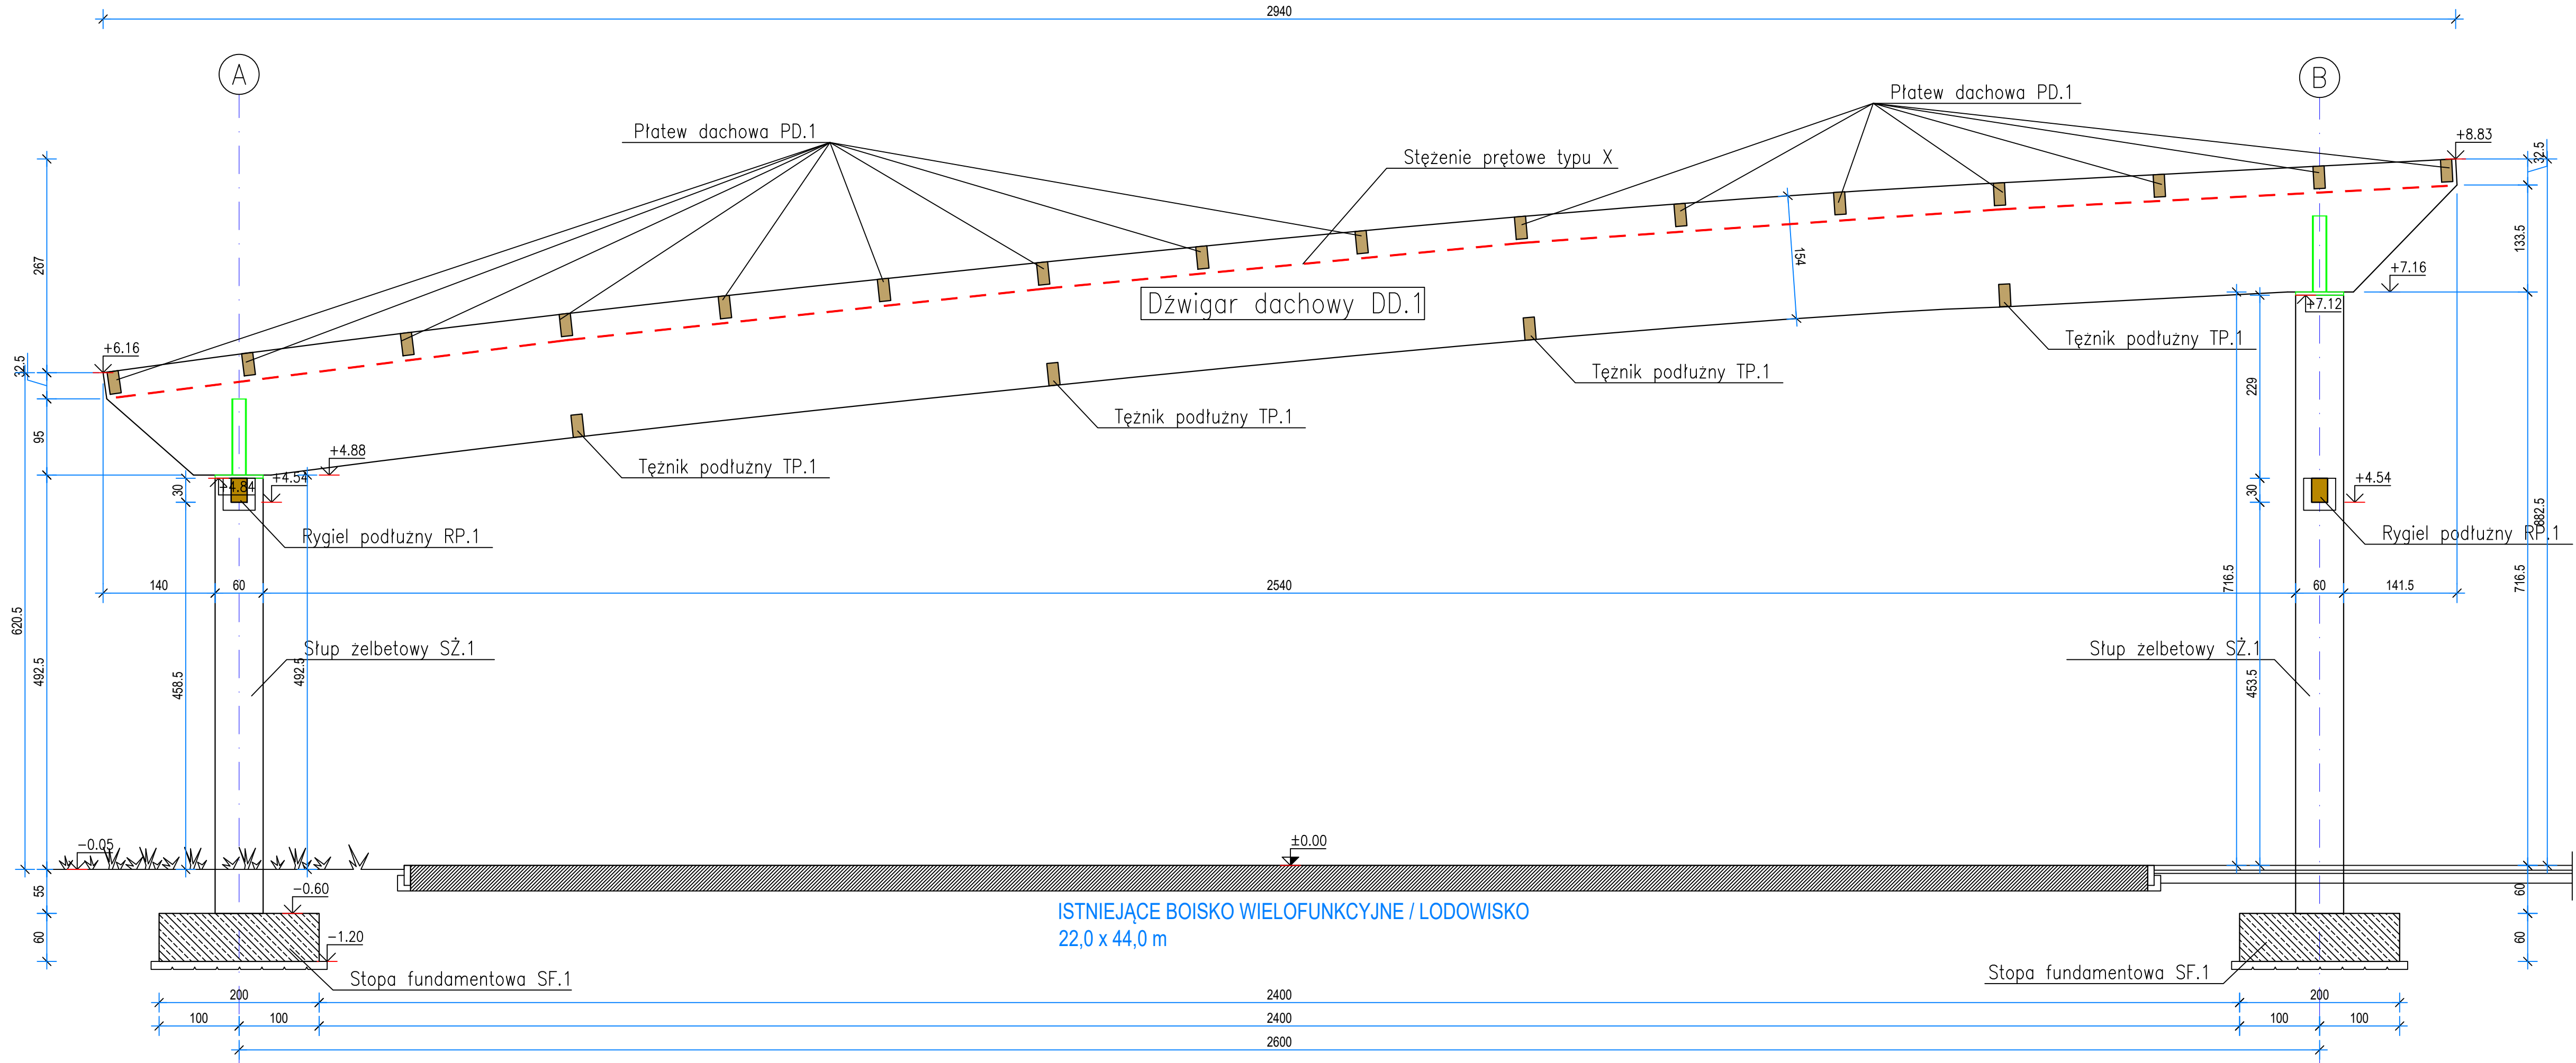 2940
A
B
Płatew dachowa PD.1
Płatew dachowa PD.1
Stężenie prętowe typu X
+8.83
32.5
267
154
133.5
Dźwigar dachowy DD.1
+7.16
+7.12
+6.16
32.5
Tężnik podłużny TP.1
Tężnik podłużny TP.1
Tężnik podłużny TP.1
Tężnik podłużny TP.1
229
95
+4.88
+4.84
+4.54
30
30
+4.54
882.5
Rygiel podłużny RP.1
Rygiel podłużny RP.1
140
60
2540
60
141.5
620.5
492.5
458.5
492.5
716.5
453.5
716.5
Słup żelbetowy SŻ.1
Słup żelbetowy SŻ.1
-0.05
±0.00
55
-0.60
60
ISTNIEJĄCE BOISKO WIELOFUNKCYJNE / LODOWISKO
22,0 x 44,0 m
60
-1.20
60
Stopa fundamentowa SF.1
Stopa fundamentowa SF.1
200
2400
200
100
100
2400
100
100
2600